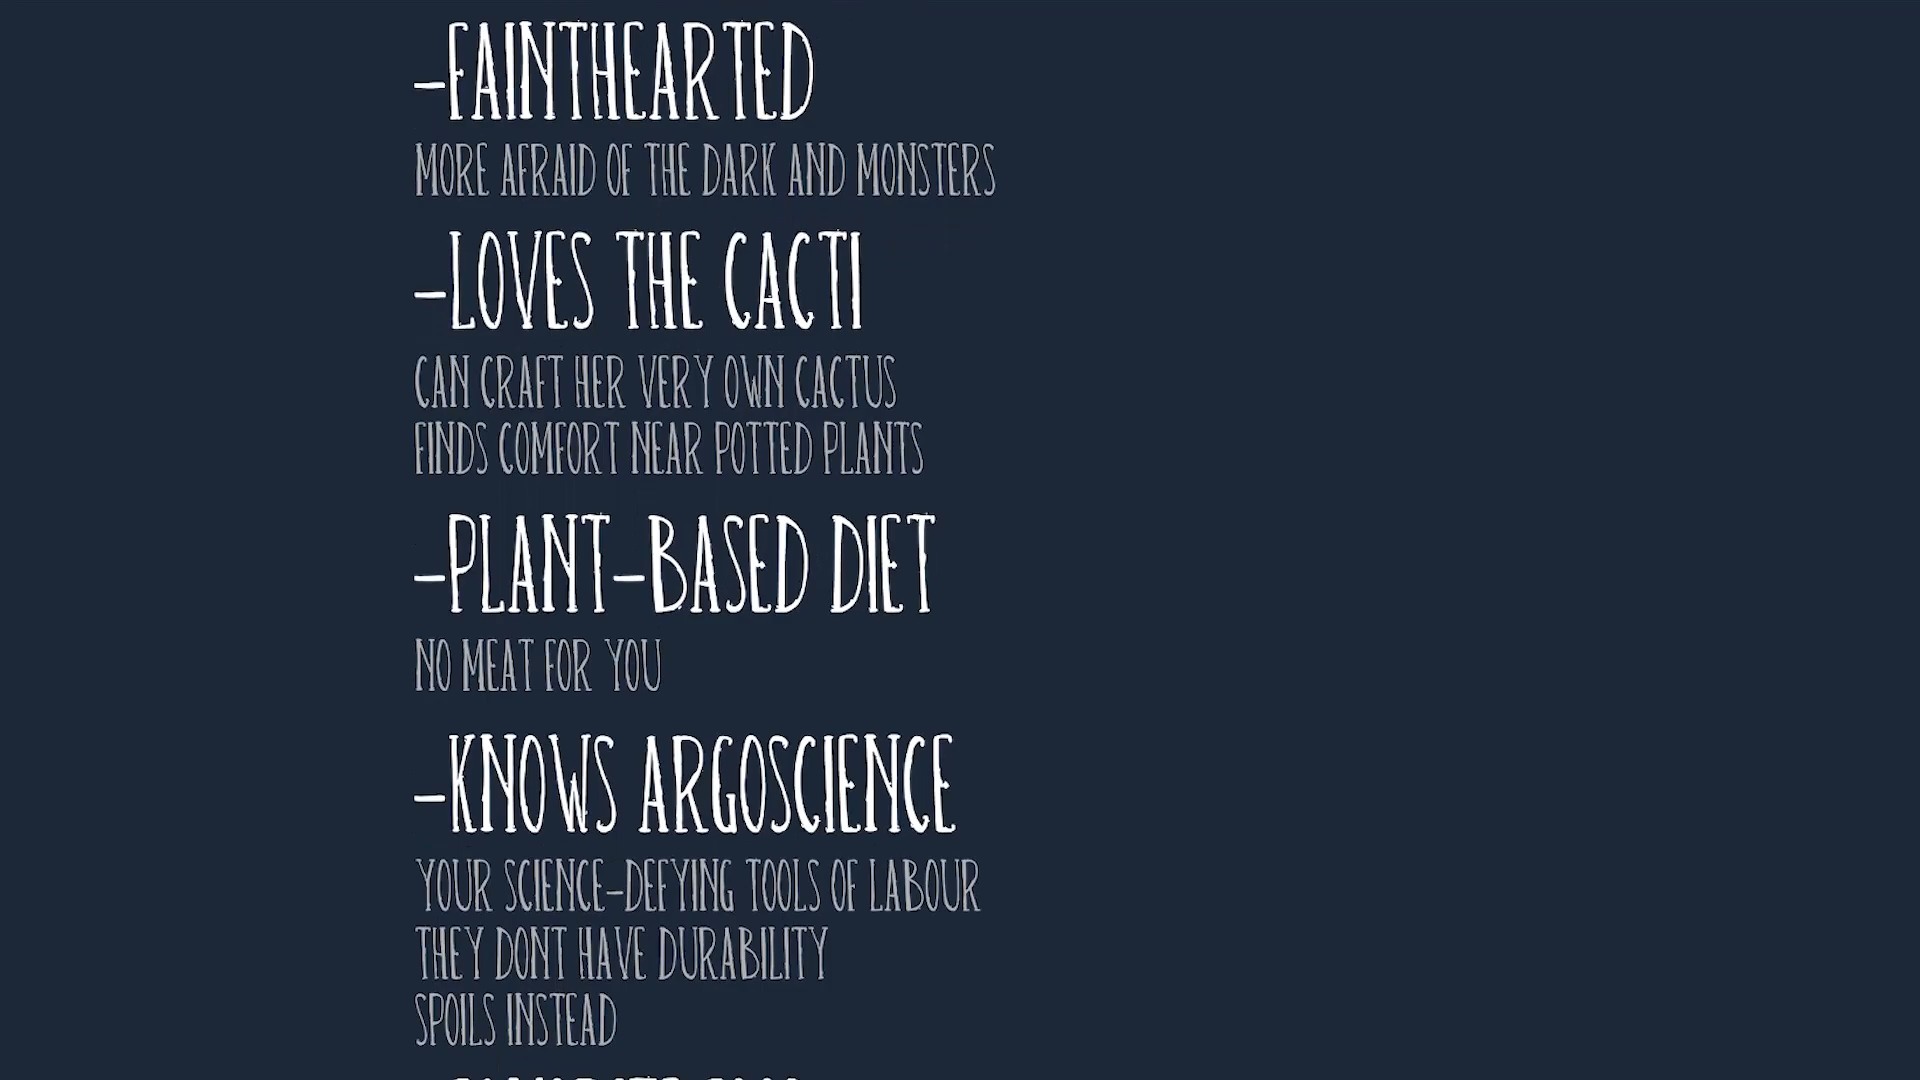 -FAINTHEARTED
MORE AFRAID OF THE DARK AND MONSTERS
-LOVES THE CACTI
CAN CRAFT HER VERY OWN CACTUS
FINDS COMFORT NEAR POTTED PLANTS
-PLANT-BASED DIET
NO MEAT FOR YOU
-KNOWS ARGOSCIENCE
YOUR SCIENCE-DEFYING TOOLS OF LABOUR
THEY DONT HAVE DURABILITY
SPOILS INSTEAD